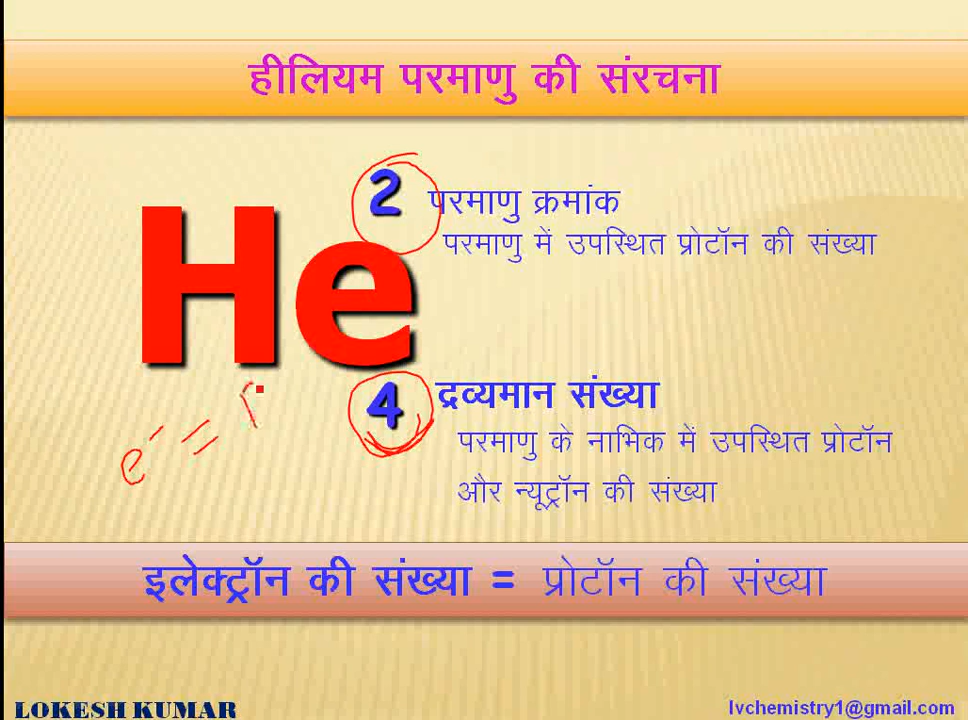 हीलियम परमाणु की संरचना
2 परमाणु क्रमांक
परमाणु में उपस्थित प्रोटॉन की संख्या
He
4 द्रव्यमान संख्या
परमाणु के नाभिक में उपस्थित प्रोटॉन
और न्यूट्रॉन की संख्या
e⁻ =
इलेक्ट्रॉन की संख्या = प्रोटॉन की संख्या
LOKESH KUMAR
lvchemistry1@gmail.com